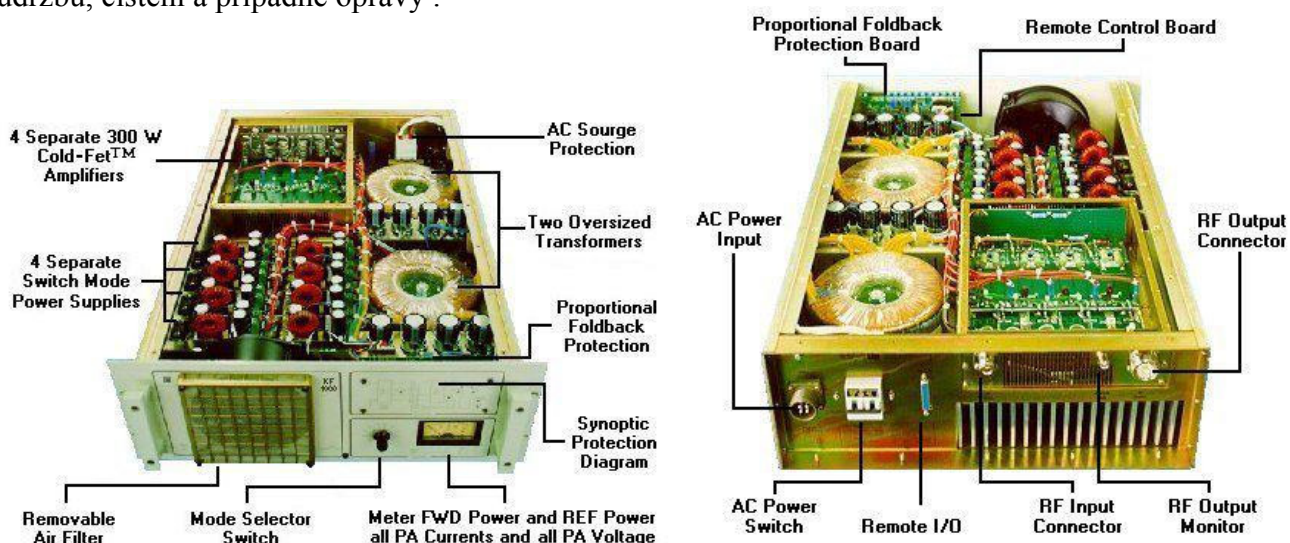 udržbu, čistění a případné opravy .
4 Separate 300 W
Cold-Fet™
Amplifiers
AC Sourge
Protection
Two Oversized
Transformers
4 Separate
Switch Mode
Power Supplies
Proportional
Foldback
Protection
KF
1000
Synoptic
Protection
Diagram
Removable
Air Filter
Mode Selector
Switch
Meter FWD Power and REF Power
all PA Currents and all PA Voltage
Proportional Foldback
Protection Board
Remote Control Board
AC Power
Input
RF Output
Connector
AC Power
Switch
Remote I/O
RF Input
Connector
RF Output
Monitor